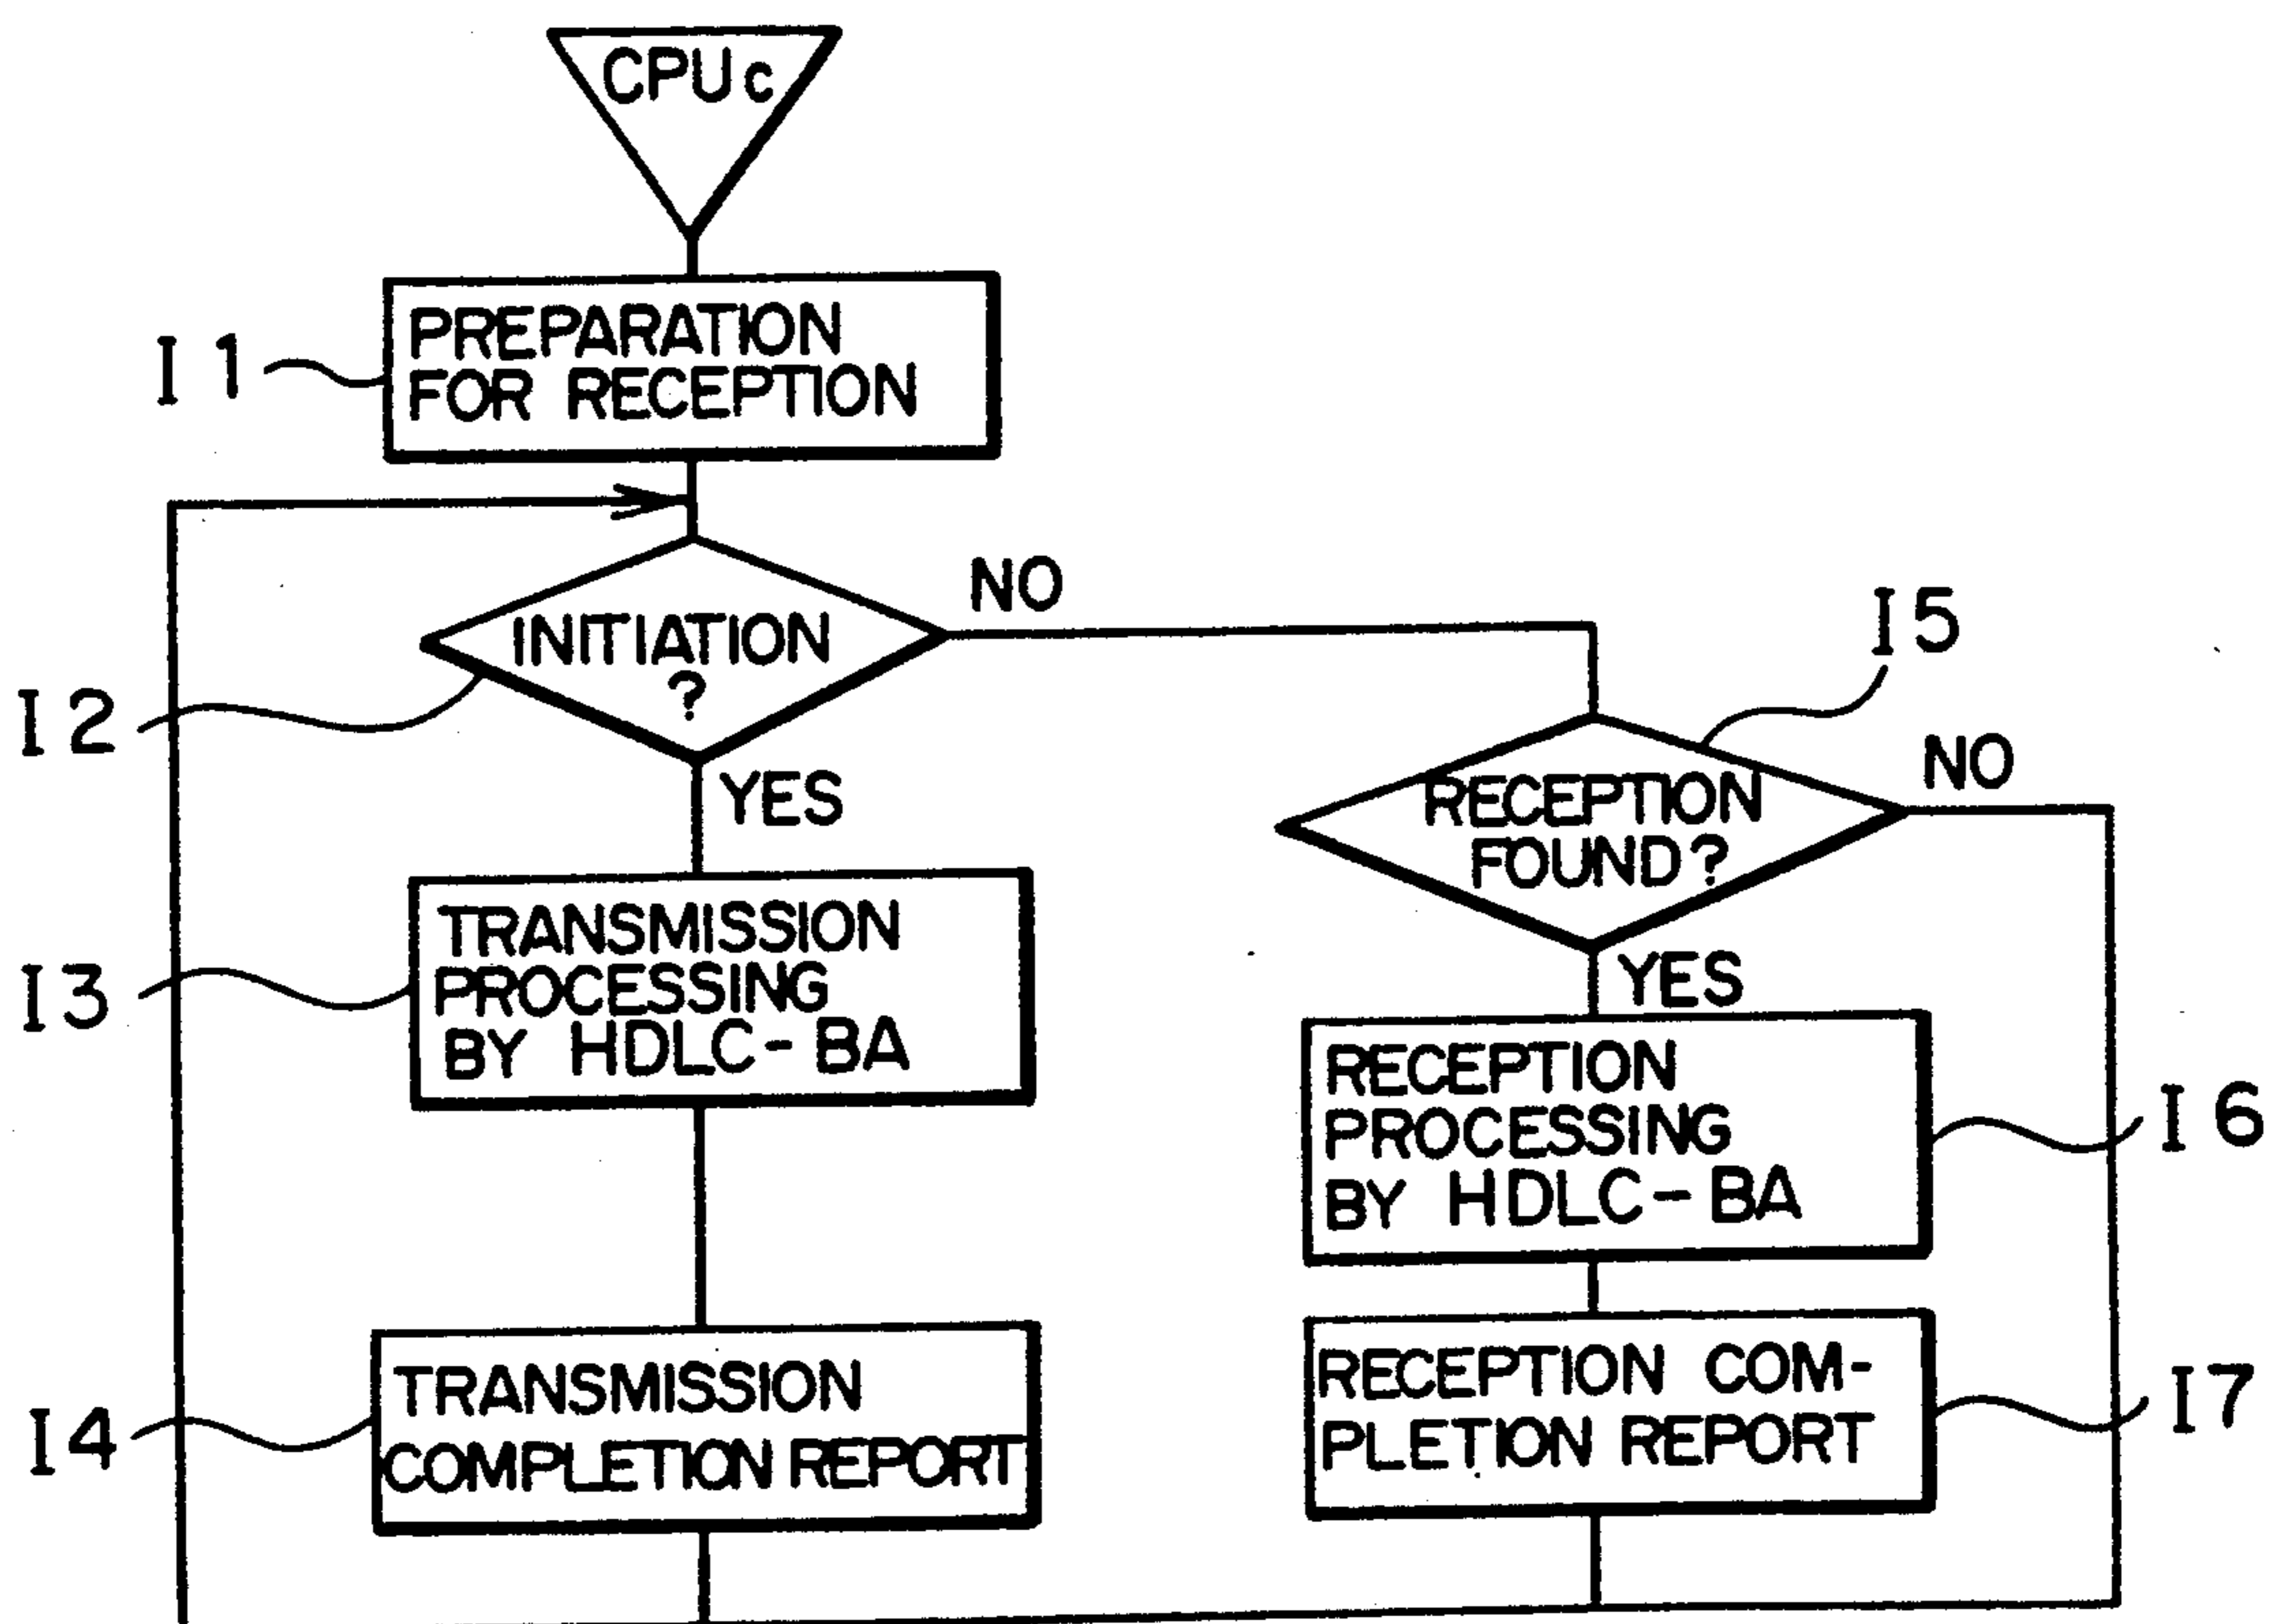 CPUc
I1
PREPARATION
FOR RECEPTION
I2
INITIATION
?
NO
YES
I5
RECEPTION
FOUND?
NO
YES
I3
TRANSMISSION
PROCESSING
BY HDLC-BA
I6
RECEPTION
PROCESSING
BY HDLC-BA
I4
TRANSMISSION
COMPLETION REPORT
I7
RECEPTION COM-
PLETION REPORT